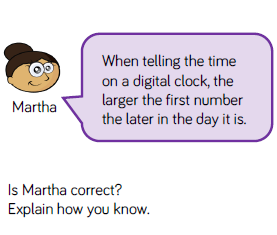 When telling the time
on a digital clock, the
larger the first number
the later in the day it is.
Martha
Is Martha correct?
Explain how you know.